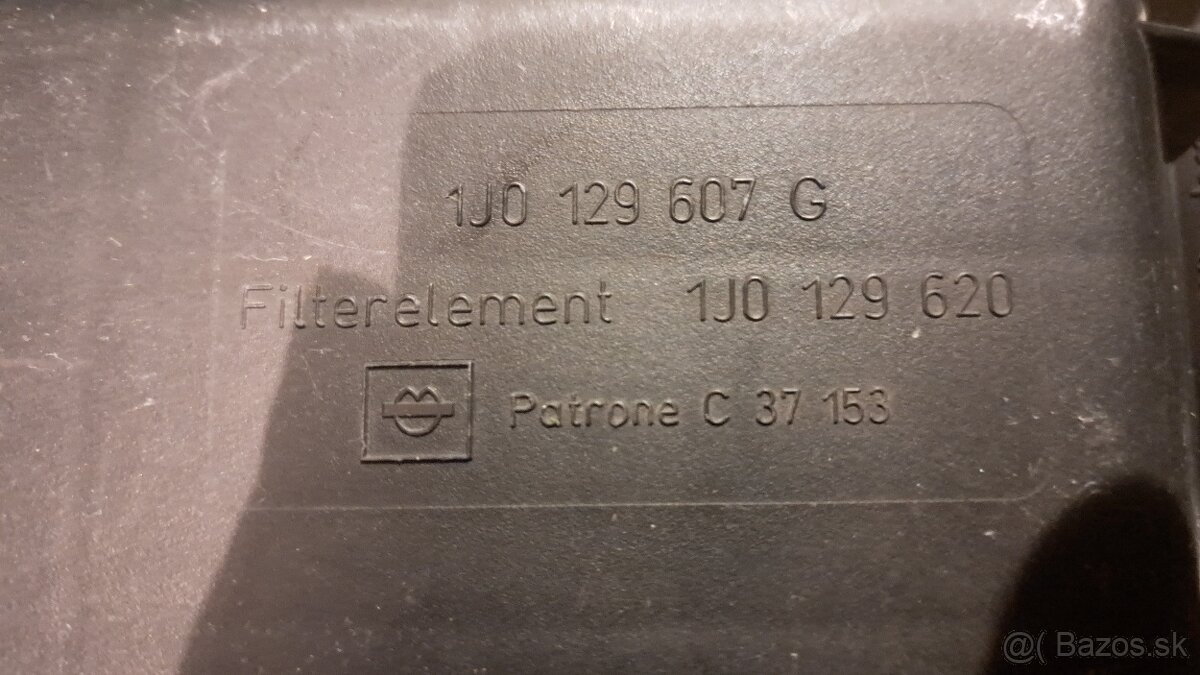 1J0 129 607 G
Filterelement 1J0 129 620
Patrone C 37 153
@( Bazos.sk